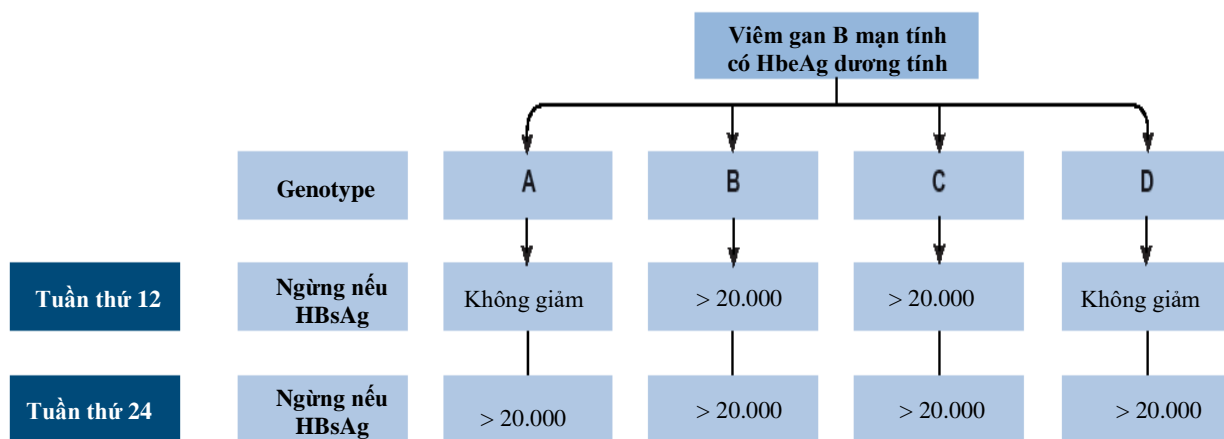 Viêm gan B mạn tính
có HbeAg dương tính
Genotype
A
B
C
D
Tuần thứ 12
Ngừng nếu
HBsAg
Không giảm
> 20.000
> 20.000
Không giảm
Tuần thứ 24
Ngừng nếu
HBsAg
> 20.000
> 20.000
> 20.000
> 20.000